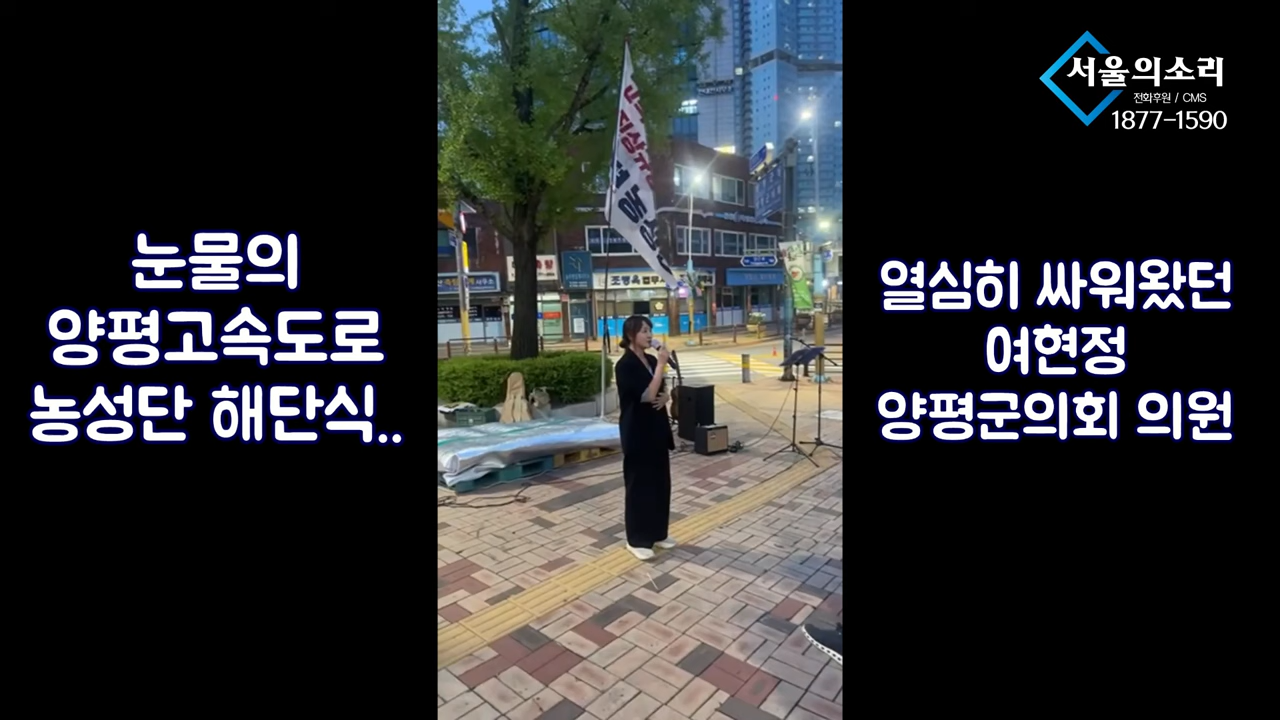 서울의소리
전화후원 / CMS
1877-1590
눈물의
양평고속도로
농성단 해단식..
열심히 싸워왔던
여현정
양평군의회 의원